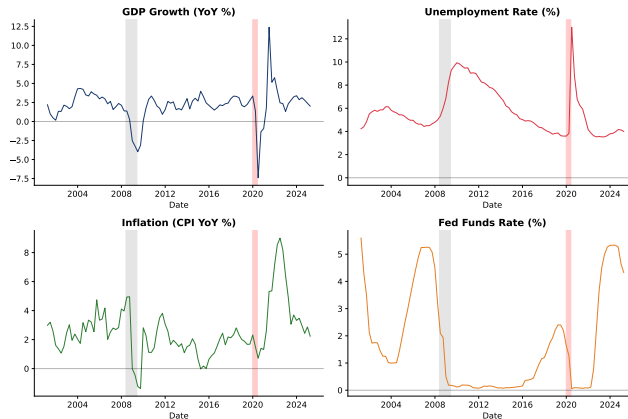 GDP Growth (YoY %)
12.5
10.0
7.5
5.0
2.5
0.0
−2.5
−5.0
−7.5
2004 2008 2012 2016 2020 2024
Date
Unemployment Rate (%)
12
10
8
6
4
2
0
2004 2008 2012 2016 2020 2024
Date
Inflation (CPI YoY %)
8
6
4
2
0
2004 2008 2012 2016 2020 2024
Date
Fed Funds Rate (%)
5
4
3
2
1
0
2004 2008 2012 2016 2020 2024
Date